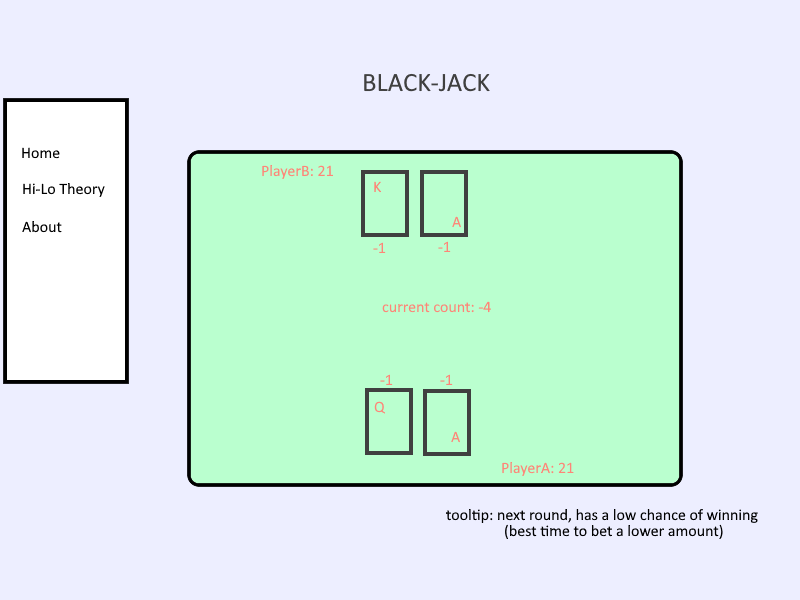 BLACK-JACK
Home
Hi-Lo Theory
About
PlayerB: 21
K
A
-1
-1
current count: -4
-1
-1
Q
A
PlayerA: 21
tooltip: next round, has a low chance of winning
(best time to bet a lower amount)